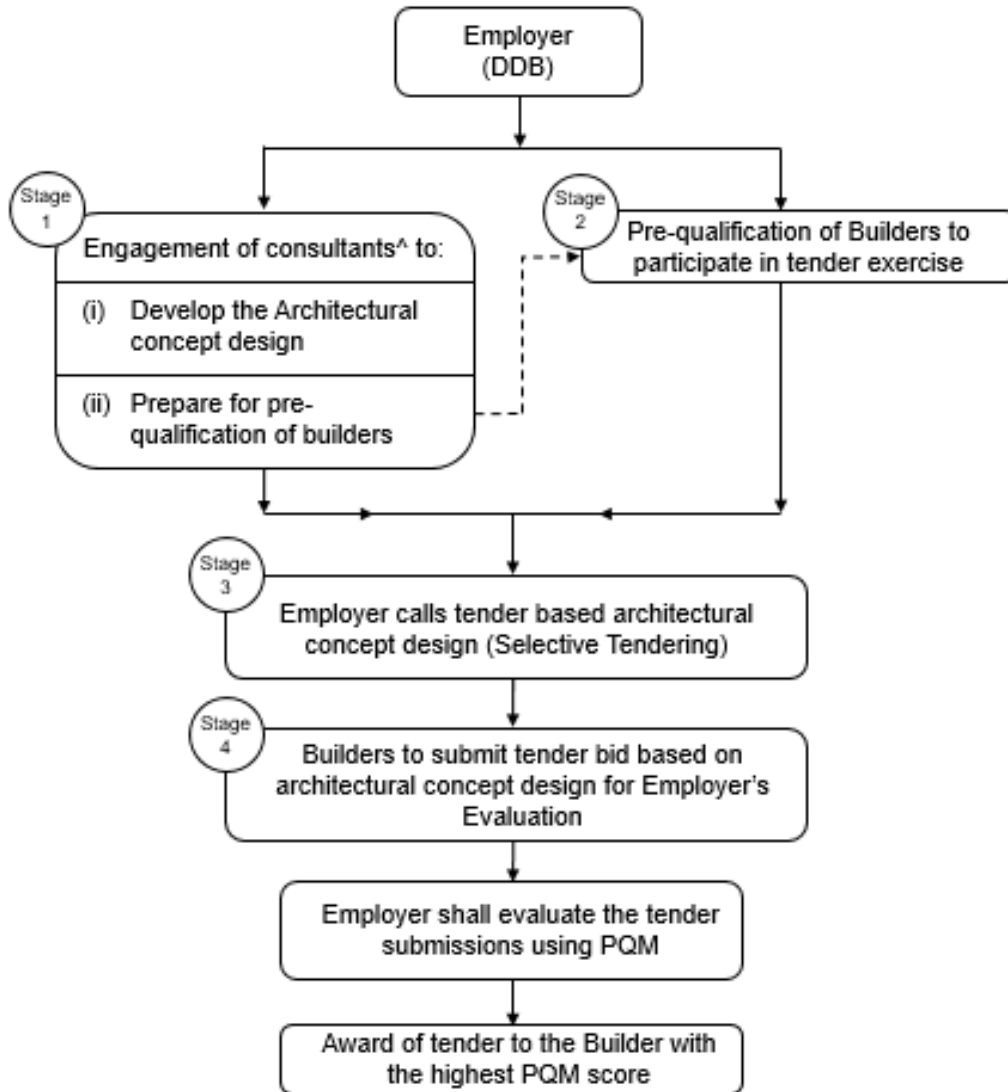 Employer
(DDB)
Stage
1
Engagement of consultants^ to:
(i) Develop the Architectural
concept design
(ii) Prepare for pre-
qualification of builders
Stage
2
Pre-qualification of Builders to
participate in tender exercise
Stage
3
Employer calls tender based architectural
concept design (Selective Tendering)
Stage
4
Builders to submit tender bid based on
architectural concept design for Employer’s
Evaluation
Employer shall evaluate the tender
submissions using PQM
Award of tender to the Builder with
the highest PQM score